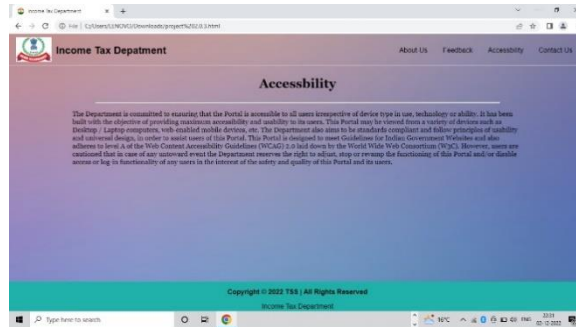 Income Tax Department
File | C:/Users/LENOVO/Downloads/project%202.0.1.html
Income Tax Depatment
About Us Feedback Accessbility Contact Us
Accessbility
The Department is committed to ensuring that the Portal is accessible to all users irrespective of device type in use, technology or ability. It has been
built with the objective of providing maximum accessibility and usability to its users. This Portal may be viewed from a variety of devices such as
Desktop / Laptop computers, web-enabled mobile devices, etc. The Department also aims to be standards compliant and follow principles of usability
and universal design, in order to assist users of this Portal. This Portal is designed to meet Guidelines for Indian Government Websites and also
adheres to level A of the Web Content Accessibility Guidelines (WCAG) 2.0 laid down by the World Wide Web Consortium (W3C). However, users are
cautioned that in case of any untoward event the Department reserves the right to adjust, stop or revamp the functioning of this Portal and/or disable
access or log in functionality of any users in the interest of the safety and quality of this Portal and its users.
Copyright © 2022 TSS | All Rights Reserved
Income Tax Department
Type here to search
16°C
ENG
22:01
02-12-2022